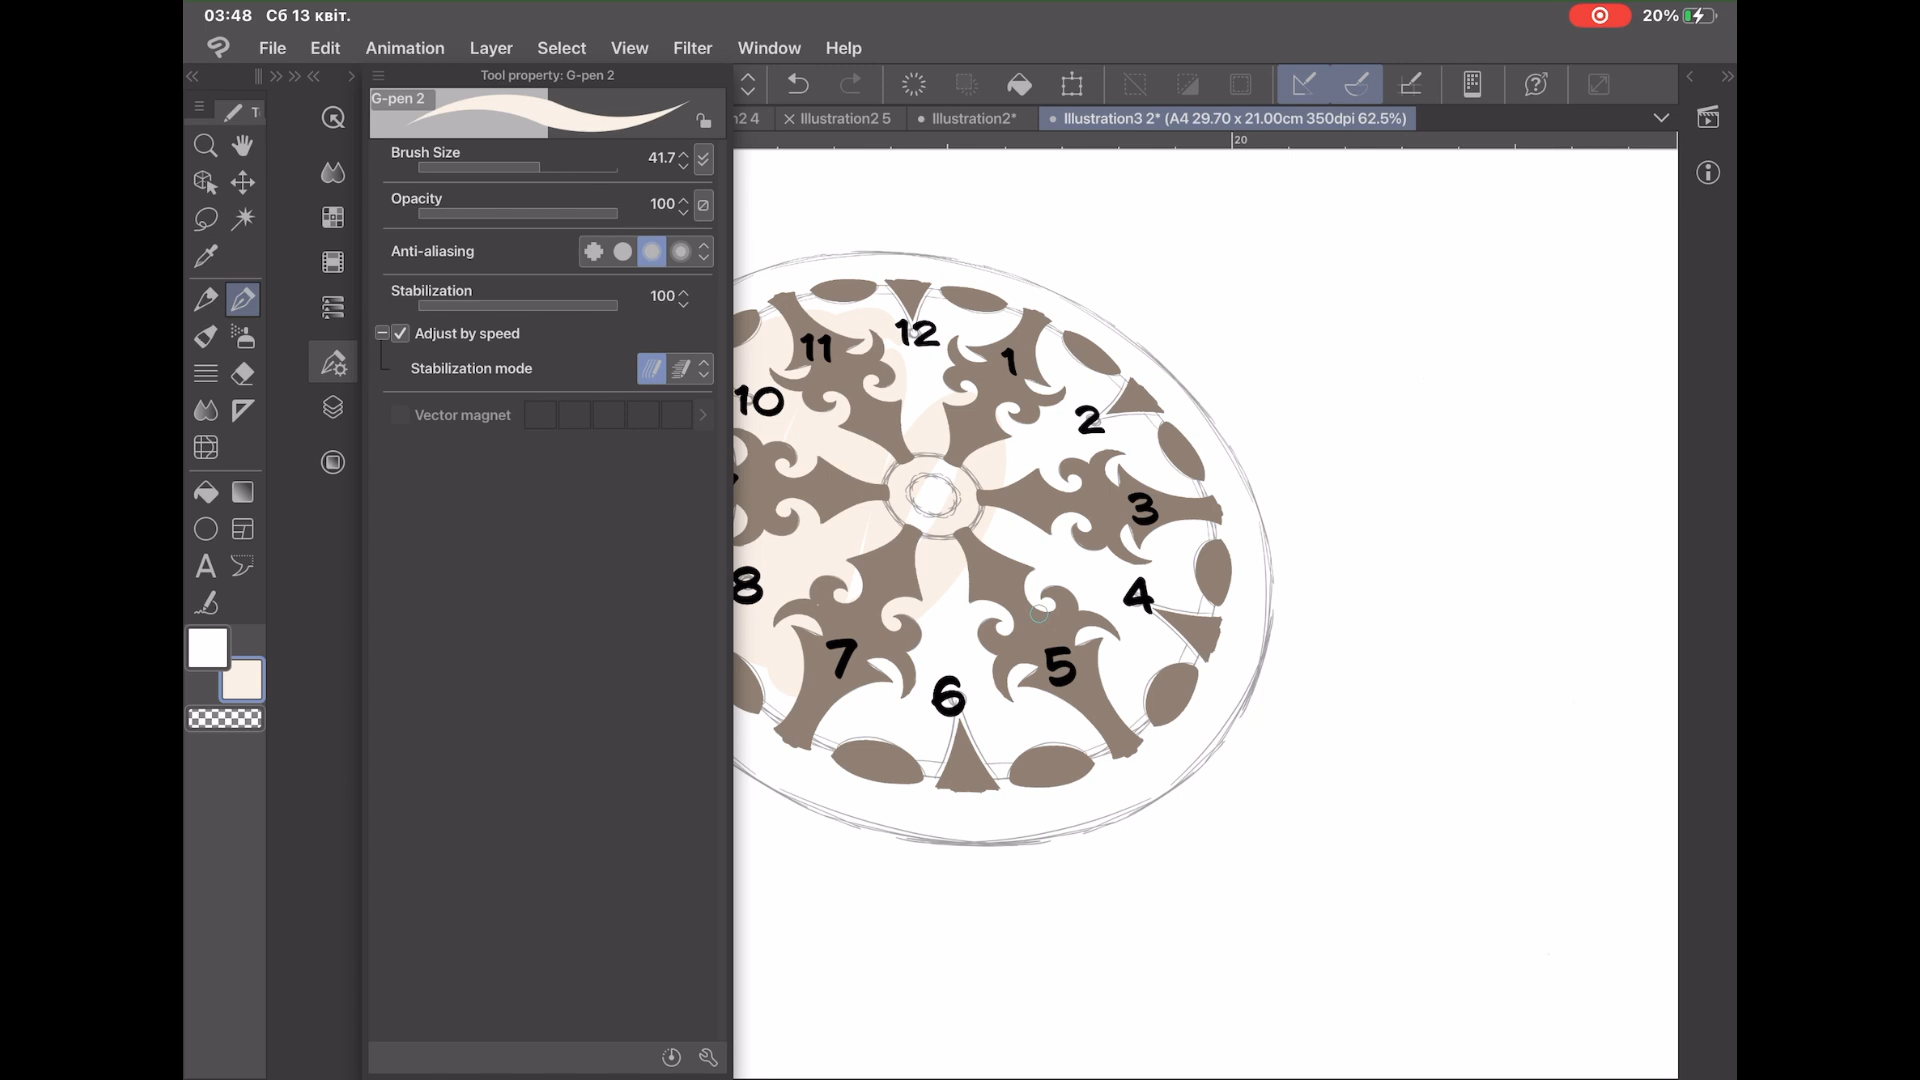 03:48 Сб 13 квіт. 20%
File Edit Animation Layer Select View Filter Window Help
Tool property: G-pen 2
G-pen 2
Illustration2 5 Illustration2* Illustration3 2* (A4 29.70 x 21.00cm 350dpi 62.5%)
20
Brush Size 41.7
Opacity 100
Anti-aliasing
Stabilization 100
Adjust by speed
Stabilization mode
Vector magnet
12
11
1
10
2
3
8
4
7
5
6